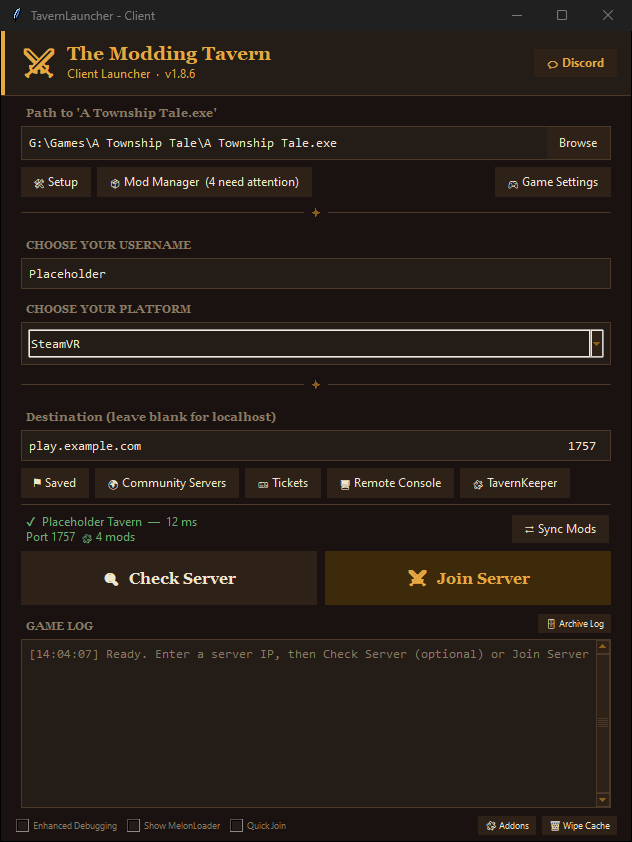 TavernLauncher - Client
The Modding Tavern
Client Launcher · v1.8.6
Discord
Path to 'A Township Tale.exe'
G:\Games\A Township Tale\A Township Tale.exe
Browse
Setup
Mod Manager (4 need attention)
Game Settings
CHOOSE YOUR USERNAME
Placeholder
CHOOSE YOUR PLATFORM
SteamVR
Destination (leave blank for localhost)
play.example.com
1757
Saved
Community Servers
Tickets
Remote Console
TavernKeeper
✓ Placeholder Tavern — 12 ms
Port 1757 4 mods
Sync Mods
Check Server
Join Server
GAME LOG
Archive Log
[14:04:07] Ready. Enter a server IP, then Check Server (optional) or Join Server
Enhanced Debugging
Show MelonLoader
Quick Join
Addons
Wipe Cache